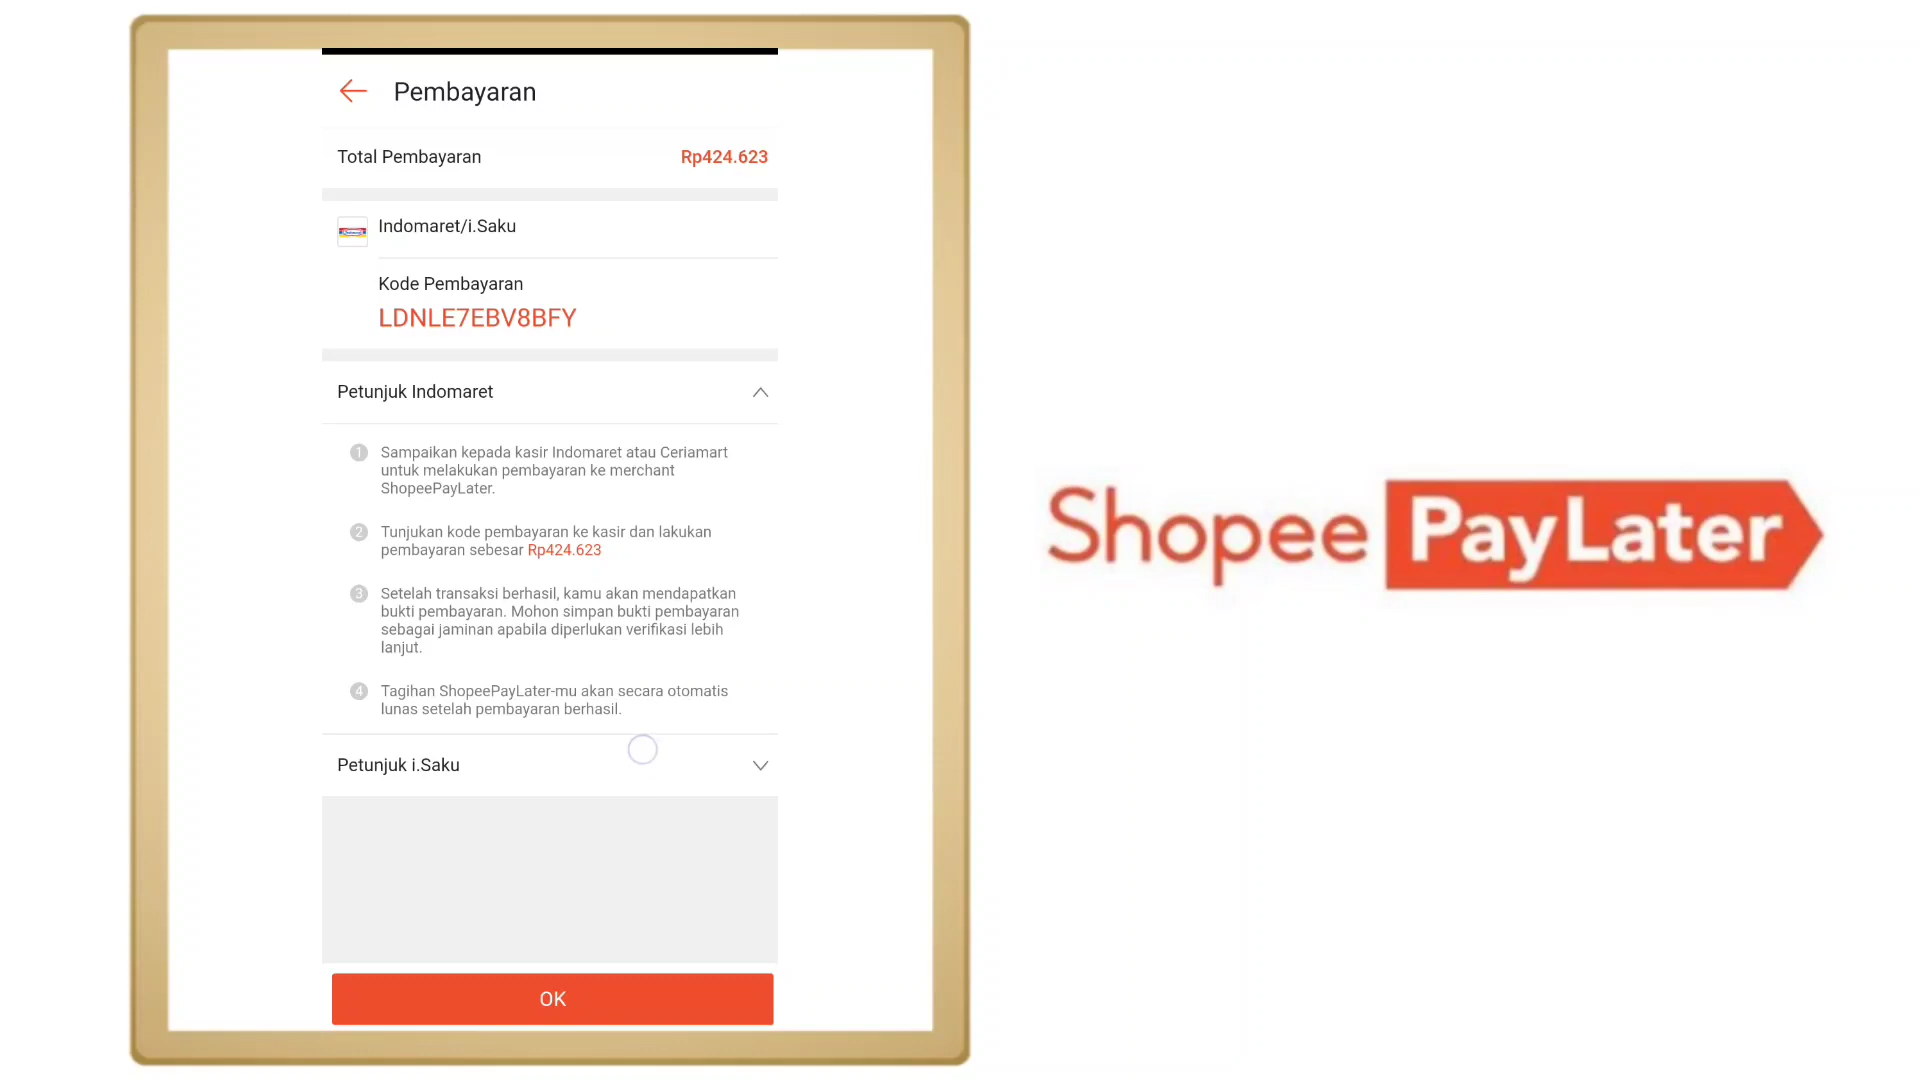 Pembayaran
Total Pembayaran Rp424.623
Indomaret/i.Saku
Kode Pembayaran
LDNLE7EBV8BFY
Petunjuk Indomaret
1 Sampaikan kepada kasir Indomaret atau Ceriamart
untuk melakukan pembayaran ke merchant
ShopeePayLater.
2 Tunjukan kode pembayaran ke kasir dan lakukan
pembayaran sebesar Rp424.623
3 Setelah transaksi berhasil, kamu akan mendapatkan
bukti pembayaran. Mohon simpan bukti pembayaran
sebagai jaminan apabila diperlukan verifikasi lebih
lanjut.
4 Tagihan ShopeePayLater-mu akan secara otomatis
lunas setelah pembayaran berhasil.
Petunjuk i.Saku
OK
Shopee PayLater